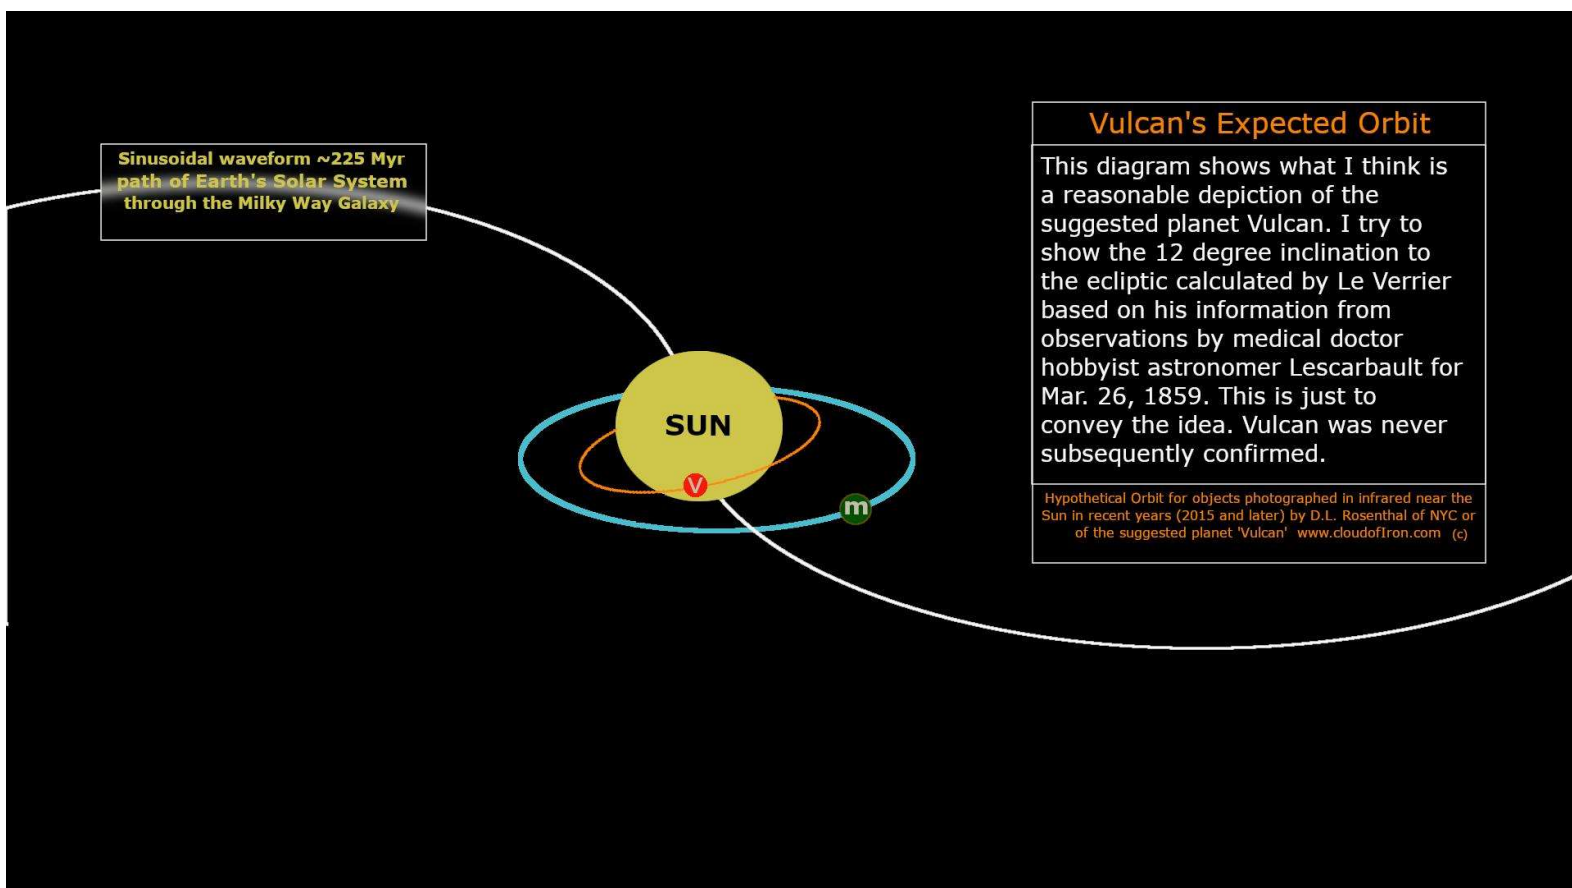 Sinusoidal waveform ~225 Myr
path of Earth's Solar System
through the Milky Way Galaxy
SUN
V
m
Vulcan's Expected Orbit
This diagram shows what I think is
a reasonable depiction of the
suggested planet Vulcan. I try to
show the 12 degree inclination to
the ecliptic calculated by Le Verrier
based on his information from
observations by medical doctor
hobbyist astronomer Lescarbault for
Mar. 26, 1859. This is just to
convey the idea. Vulcan was never
subsequently confirmed.
Hypothetical Orbit for objects photographed in infrared near the
Sun in recent years (2015 and later) by D.L. Rosenthal of NYC or
of the suggested planet 'Vulcan' www.cloudofIron.com (c)